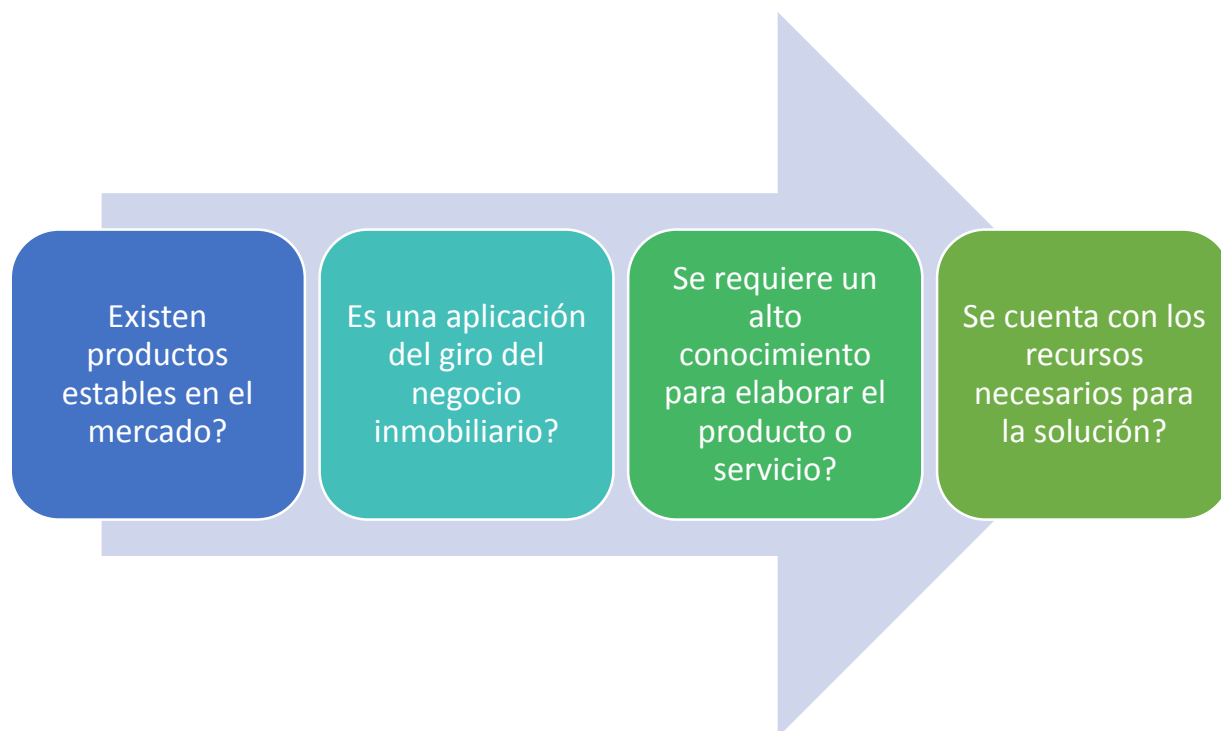 Existen
productos
estables en el
mercado?
Es una aplicación
del giro del
negocio
inmobiliario?
Se requiere un
alto
conocimiento
para elaborar el
producto o
servicio?
Se cuenta con los
recursos
necesarios para
la solución?